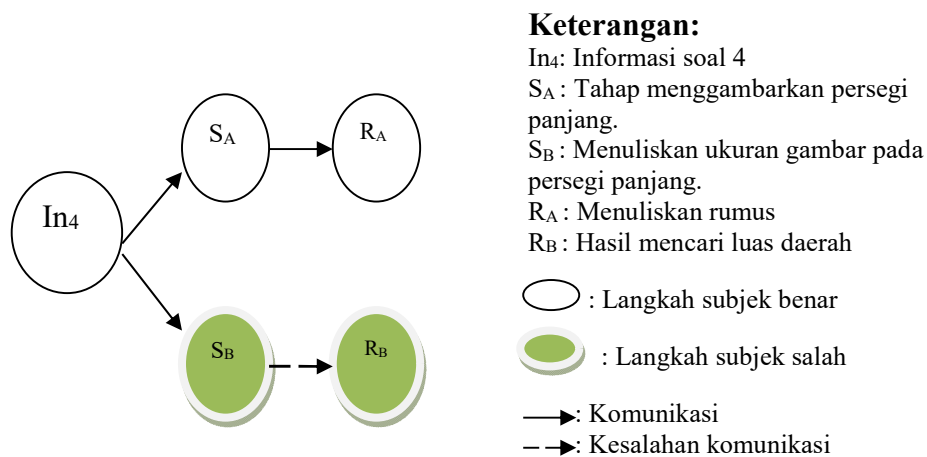 In4
SA
RA
SB
RB
Keterangan:
In4: Informasi soal 4
SA : Tahap menggambarkan persegi
panjang.
SB : Menuliskan ukuran gambar pada
persegi panjang.
RA : Menuliskan rumus
RB : Hasil mencari luas daerah
: Langkah subjek benar
: Langkah subjek salah
: Komunikasi
: Kesalahan komunikasi